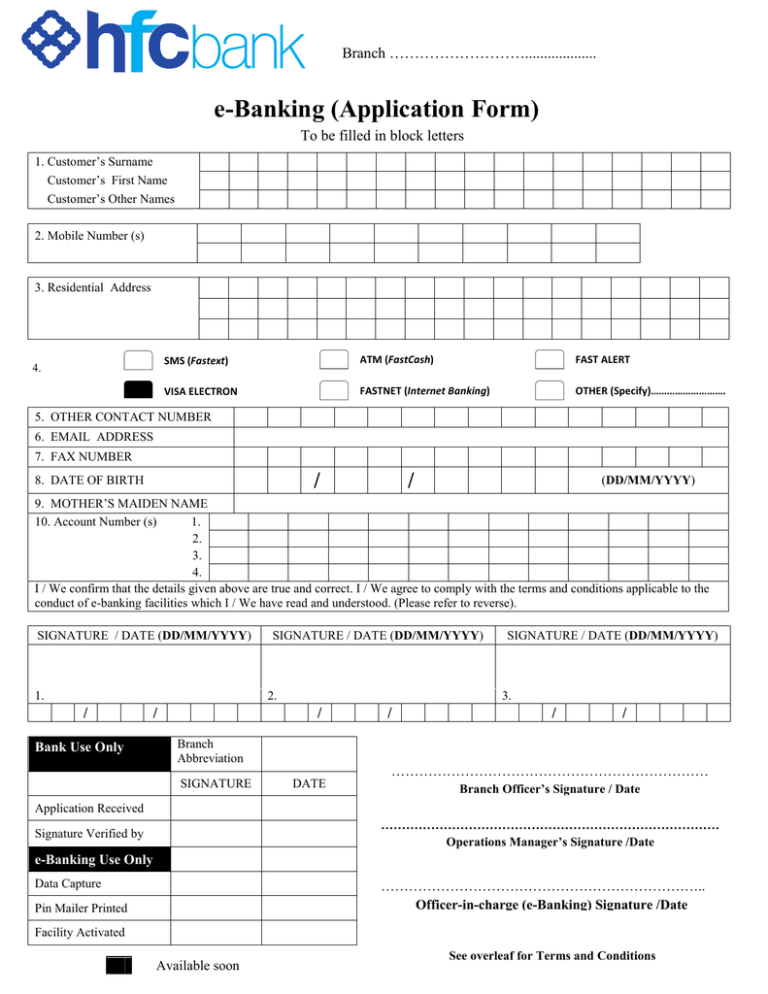 hfcbank
Branch ………………………...................
e-Banking (Application Form)
To be filled in block letters
1. Customer’s Surname
Customer’s First Name
Customer’s Other Names
2. Mobile Number (s)
3. Residential Address
4.
SMS (Fastext) ATM (FastCash) FAST ALERT
VISA ELECTRON FASTNET (Internet Banking) OTHER (Specify)……………………….
5. OTHER CONTACT NUMBER
6. EMAIL ADDRESS
7. FAX NUMBER
8. DATE OF BIRTH / / (DD/MM/YYYY)
9. MOTHER’S MAIDEN NAME
10. Account Number (s) 1.
2.
3.
4.
I / We confirm that the details given above are true and correct. I / We agree to comply with the terms and conditions applicable to the
conduct of e-banking facilities which I / We have read and understood. (Please refer to reverse).
SIGNATURE / DATE (DD/MM/YYYY) SIGNATURE / DATE (DD/MM/YYYY) SIGNATURE / DATE (DD/MM/YYYY)
1. 2. 3.
/ / / / / /
Bank Use Only Branch
Abbreviation
SIGNATURE DATE
……………………………………………………………
Branch Officer’s Signature / Date
Application Received
Signature Verified by
……………………………………………………………………
Operations Manager’s Signature /Date
e-Banking Use Only
Data Capture
……………………………………………………………..
Pin Mailer Printed
Officer-in-charge (e-Banking) Signature /Date
Facility Activated
Available soon
See overleaf for Terms and Conditions